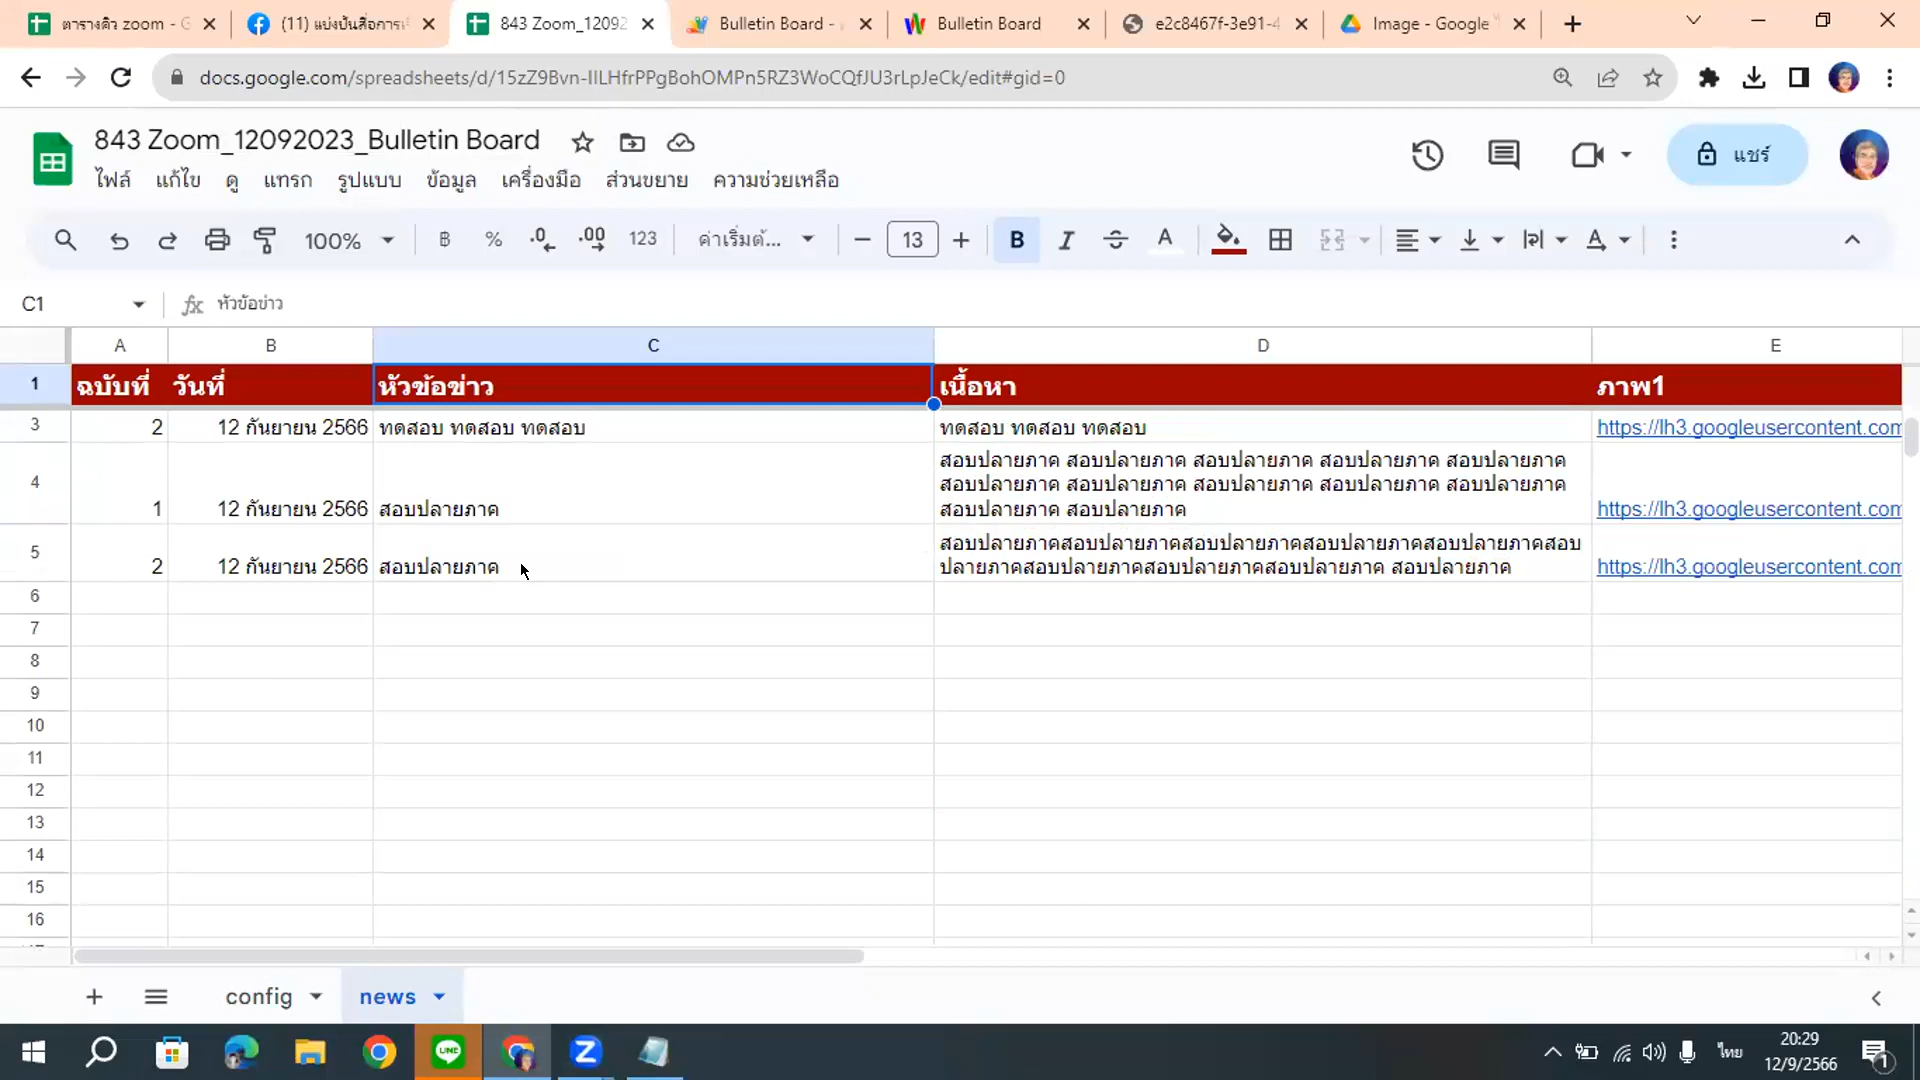 ตารางคิว zoom - G
(11) แบ่งปันสื่อการเ
843 Zoom_12092
Bulletin Board -
Bulletin Board
e2c8467f-3e91-4
Image - Google
docs.google.com/spreadsheets/d/15zZ9Bvn-IILHfrPPgBohOMPn5RZ3WoCQfJU3rLpJeCk/edit#gid=0
843 Zoom_12092023_Bulletin Board
แชร์
ไฟล์ แก้ไข ดู แทรก รูปแบบ ข้อมูล เครื่องมือ ส่วนขยาย ความช่วยเหลือ
100% ฿ % .0 .00 123 ค่าเริ่มต้... 13 B I A
C1 fx หัวข้อข่าว
A B C D E
1 ฉบับที่ วันที่ หัวข้อข่าว เนื้อหา ภาพ1
3 2 12 กันยายน 2566 ทดสอบ ทดสอบ ทดสอบ ทดสอบ ทดสอบ ทดสอบ https://lh3.googleusercontent.com
สอบปลายภาค สอบปลายภาค สอบปลายภาค สอบปลายภาค สอบปลายภาค
4 สอบปลายภาค สอบปลายภาค สอบปลายภาค สอบปลายภาค สอบปลายภาค
1 12 กันยายน 2566 สอบปลายภาค สอบปลายภาค สอบปลายภาค https://lh3.googleusercontent.com
5 สอบปลายภาคสอบปลายภาคสอบปลายภาคสอบปลายภาคสอบปลายภาคสอบ
2 12 กันยายน 2566 สอบปลายภาค ปลายภาคสอบปลายภาคสอบปลายภาคสอบปลายภาค สอบปลายภาค https://lh3.googleusercontent.com
6
7
8
9
10
11
12
13
14
15
16
config news
LINE
ไทย
20:29
12/9/2566
1